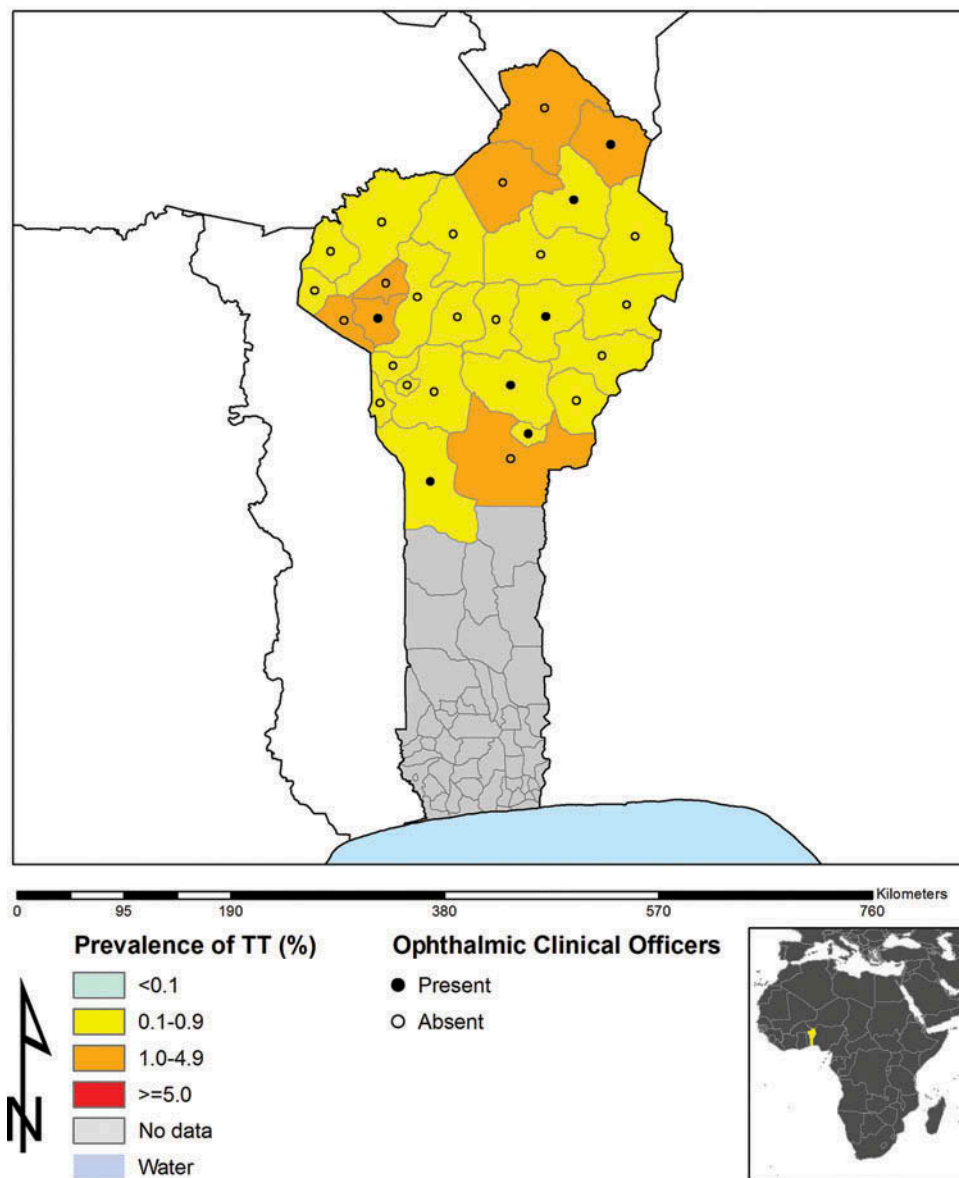 Kilometers
0 95 190 380 570 760
Prevalence of TT (%)
<0.1
0.1-0.9
1.0-4.9
>=5.0
No data
Water
Ophthalmic Clinical Officers
Present
Absent
N